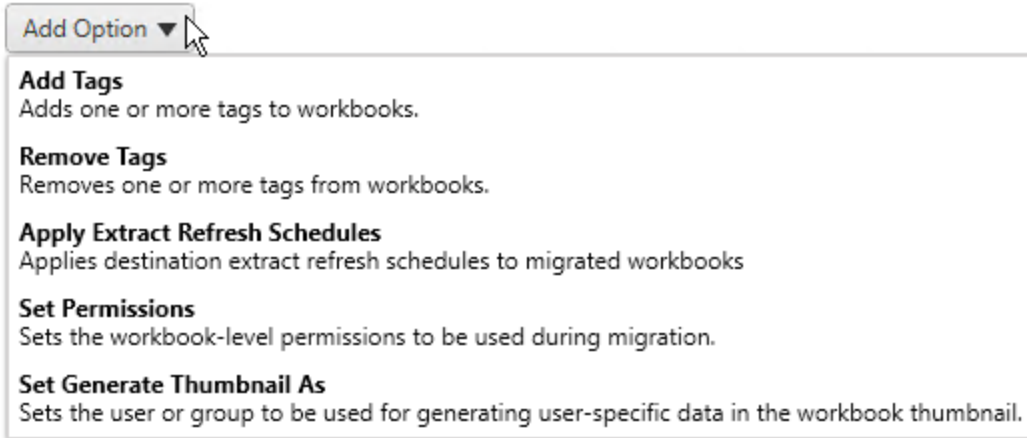 Add Option ▼
Add Tags
Adds one or more tags to workbooks.
Remove Tags
Removes one or more tags from workbooks.
Apply Extract Refresh Schedules
Applies destination extract refresh schedules to migrated workbooks
Set Permissions
Sets the workbook-level permissions to be used during migration.
Set Generate Thumbnail As
Sets the user or group to be used for generating user-specific data in the workbook thumbnail.